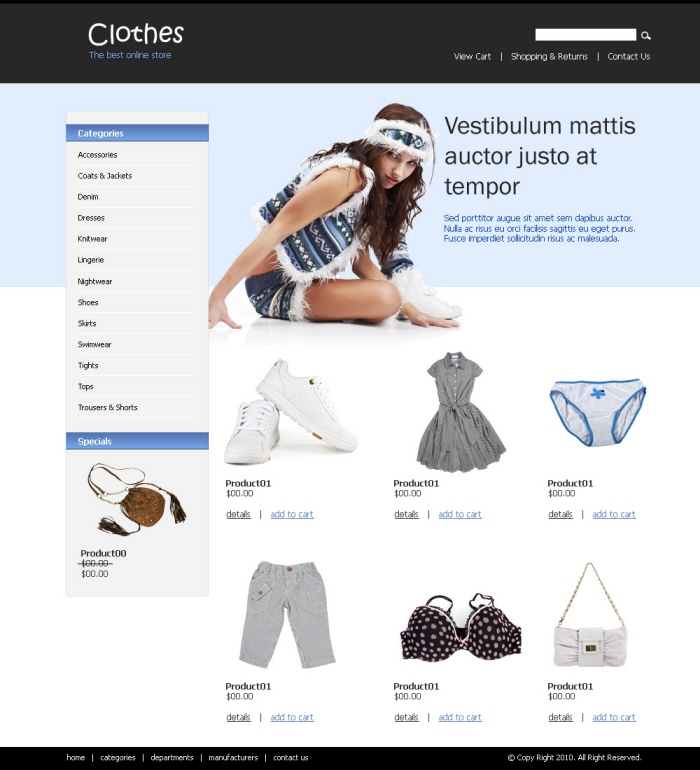 Clothes
The best online store
View Cart | Shopping & Returns | Contact Us
Categories
Accessories
Coats & Jackets
Denim
Dresses
Knitwear
Lingerie
Nightwear
Shoes
Skirts
Swimwear
Tights
Tops
Trousers & Shorts
Specials
Product00
$00.00
$00.00
Vestibulum mattis
auctor justo at
tempor
Sed porttitor augue sit amet sem dapibus auctor.
Nulla ac risus eu orci facilisis sagittis eu eget purus.
Fusce imperdiet sollicitudin risus ac malesuada.
Product01
$00.00
details | add to cart
Product01
$00.00
details | add to cart
Product01
$00.00
details | add to cart
Product01
$00.00
details | add to cart
Product01
$00.00
details | add to cart
Product01
$00.00
details | add to cart
home | categories | departments | manufacturers | contact us
© Copy Right 2010. All Right Reserved.